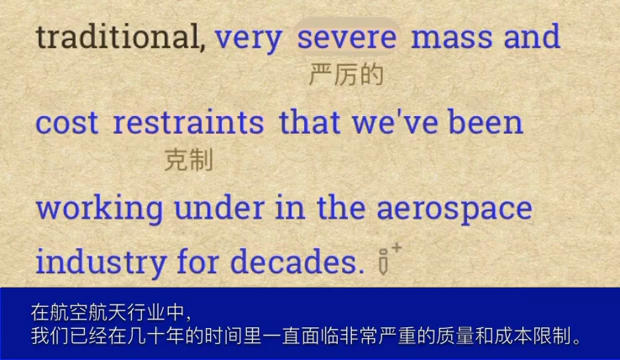 traditional, very severe mass and
严厉的
cost restraints that we've been
克制
working under in the aerospace
industry for decades.
在航空航天行业中，
我们已经在几十年的时间里一直面临非常严重的质量和成本限制。